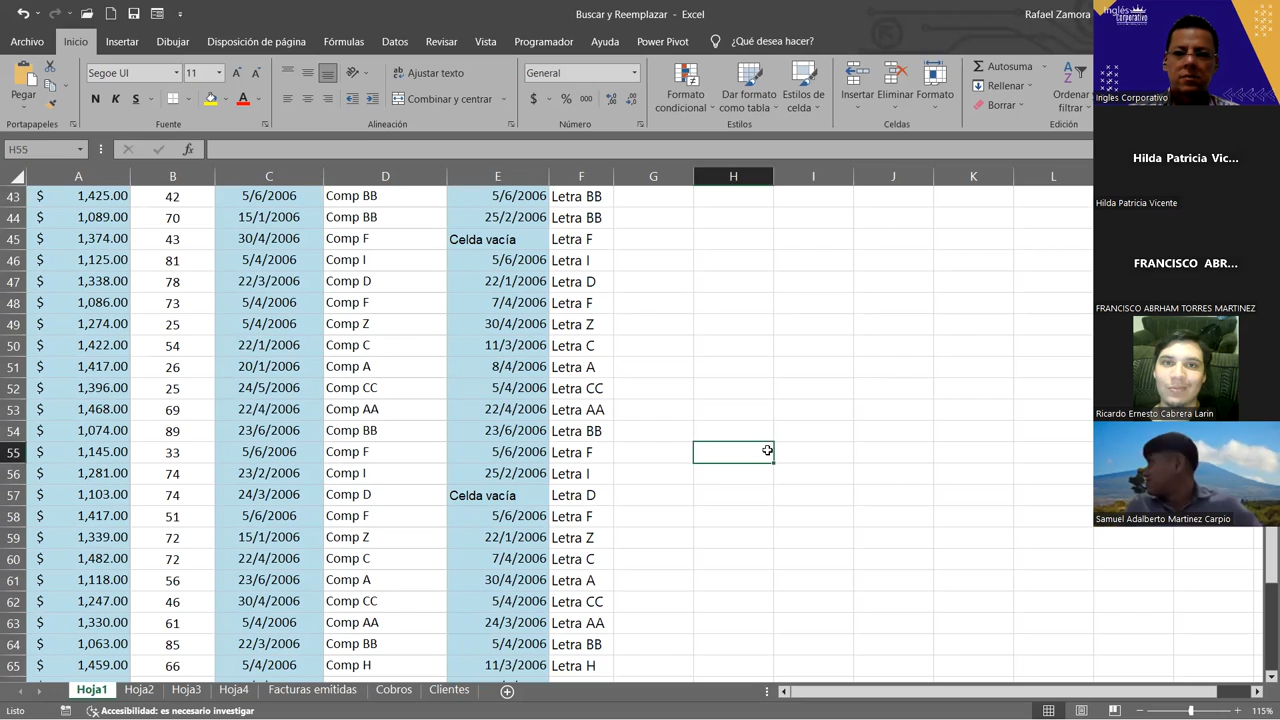 Buscar y Reemplazar - Excel
Rafael Zamora
Archivo Inicio Insertar Dibujar Disposición de página Fórmulas Datos Revisar Vista Programador Ayuda Power Pivot ¿Qué desea hacer?
Pegar
Segoe UI 11
N K S
Ajustar texto
Combinar y centrar
General
$ % 000
Formato condicional
Dar formato como tabla
Estilos de celda
Insertar Eliminar Formato
Autosuma
Rellenar
Borrar
Ordenar filtrar
Portapapeles Fuente Alineación Número Estilos Celdas Edición
H55
A B C D E F G H I J K L
43 $ 1,425.00 42 5/6/2006 Comp BB 5/6/2006 Letra BB
44 $ 1,089.00 70 15/1/2006 Comp BB 25/2/2006 Letra BB
45 $ 1,374.00 43 30/4/2006 Comp F Celda vacía Letra F
46 $ 1,125.00 81 5/4/2006 Comp I 5/6/2006 Letra I
47 $ 1,338.00 78 22/3/2006 Comp D 22/1/2006 Letra D
48 $ 1,086.00 73 5/4/2006 Comp F 7/4/2006 Letra F
49 $ 1,274.00 25 5/4/2006 Comp Z 30/4/2006 Letra Z
50 $ 1,422.00 54 22/1/2006 Comp C 11/3/2006 Letra C
51 $ 1,417.00 26 20/1/2006 Comp A 8/4/2006 Letra A
52 $ 1,396.00 25 24/5/2006 Comp CC 5/4/2006 Letra CC
53 $ 1,468.00 69 22/4/2006 Comp AA 22/4/2006 Letra AA
54 $ 1,074.00 89 23/6/2006 Comp BB 23/6/2006 Letra BB
55 $ 1,145.00 33 5/6/2006 Comp F 5/6/2006 Letra F
56 $ 1,281.00 74 23/2/2006 Comp I 25/2/2006 Letra I
57 $ 1,103.00 74 24/3/2006 Comp D Celda vacía Letra D
58 $ 1,417.00 51 5/6/2006 Comp F 5/6/2006 Letra F
59 $ 1,339.00 72 15/1/2006 Comp Z 22/1/2006 Letra Z
60 $ 1,482.00 72 22/4/2006 Comp C 7/4/2006 Letra C
61 $ 1,118.00 56 23/6/2006 Comp A 30/4/2006 Letra A
62 $ 1,247.00 46 30/4/2006 Comp CC 5/4/2006 Letra CC
63 $ 1,330.00 61 5/4/2006 Comp AA 24/3/2006 Letra AA
64 $ 1,063.00 85 22/3/2006 Comp BB 5/4/2006 Letra BB
65 $ 1,459.00 66 5/4/2006 Comp H 11/3/2006 Letra H
Hoja1 Hoja2 Hoja3 Hoja4 Facturas emitidas Cobros Clientes
Listo Accesibilidad: es necesario investigar 115%
Inglés Corporativo
Ingles Corporativo
Hilda Patricia Vic...
Hilda Patricia Vicente
FRANCISCO ABR...
FRANCISCO ABRHAM TORRES MARTINEZ
Ricardo Ernesto Cabrera Larin
Samuel Adalberto Martinez Carpio